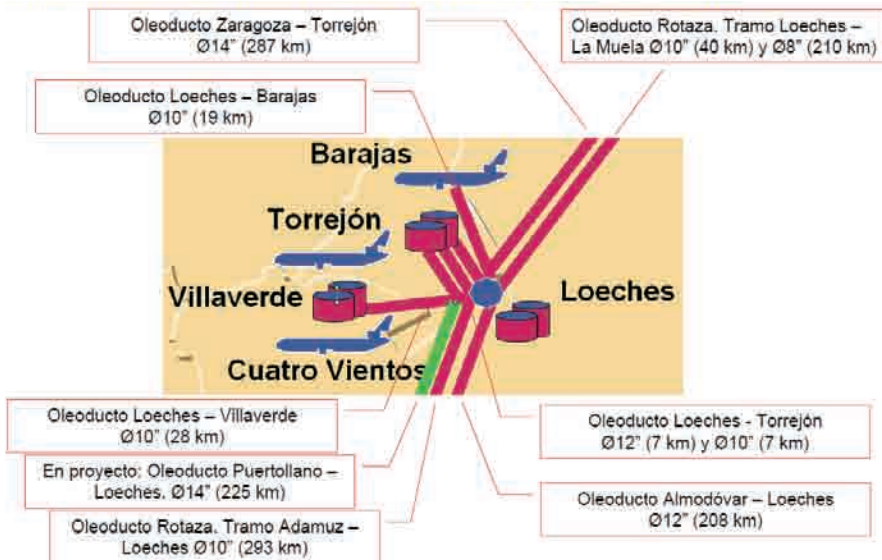 Oleoducto Zaragoza – Torrejón
Ø14” (287 km)
Oleoducto Rotaza. Tramo Loeches –
La Muela Ø10” (40 km) y Ø8” (210 km)
Oleoducto Loeches – Barajas
Ø10” (19 km)
Barajas
Torrejón
Villaverde
Loeches
Cuatro Vientos
Oleoducto Loeches – Villaverde
Ø10” (28 km)
Oleoducto Loeches - Torrejón
Ø12” (7 km) y Ø10” (7 km)
En proyecto: Oleoducto Puertollano –
Loeches. Ø14” (225 km)
Oleoducto Almodóvar – Loeches
Ø12” (208 km)
Oleoducto Rotaza. Tramo Adamuz –
Loeches Ø10” (293 km)